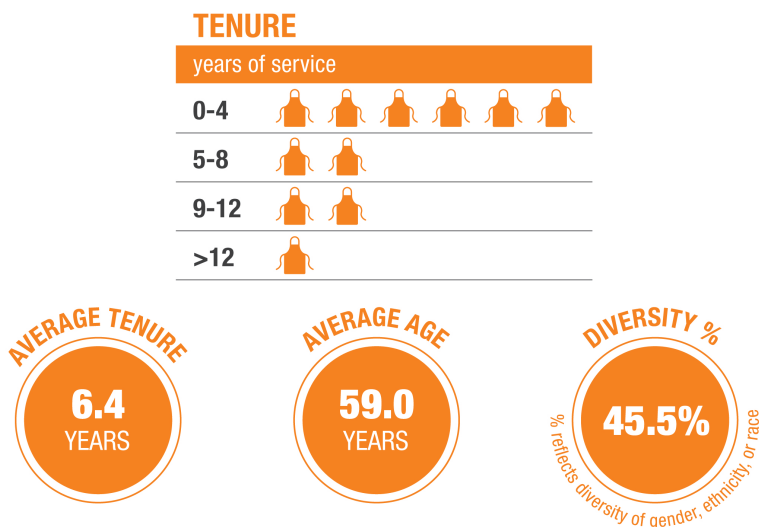 TENURE
years of service
0-4
5-8
9-12
>12
AVERAGE TENURE
6.4
YEARS
AVERAGE AGE
59.0
YEARS
DIVERSITY %
45.5%
% reflects diversity of gender, ethnicity, or race